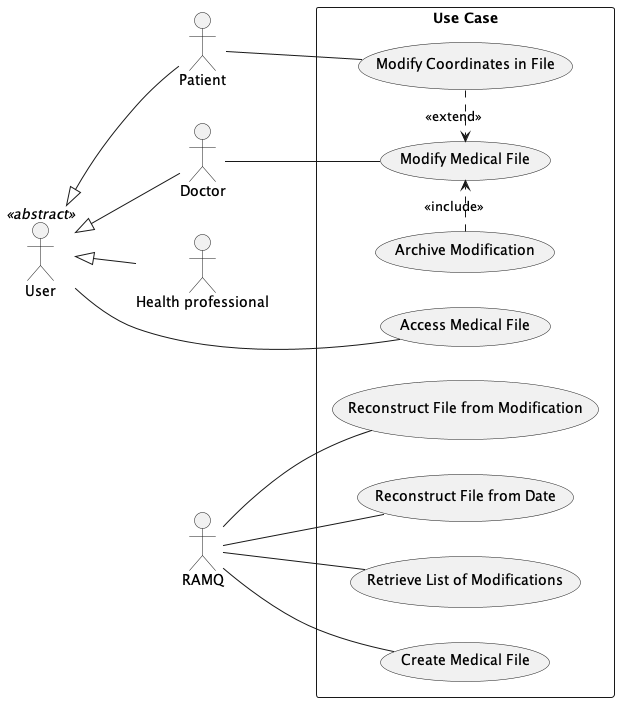 Use Case
Patient
Modify Coordinates in File
«extend»
Doctor
Modify Medical File
«abstract»
«include»
User
Archive Modification
Health professional
Access Medical File
Reconstruct File from Modification
Reconstruct File from Date
RAMQ
Retrieve List of Modifications
Create Medical File